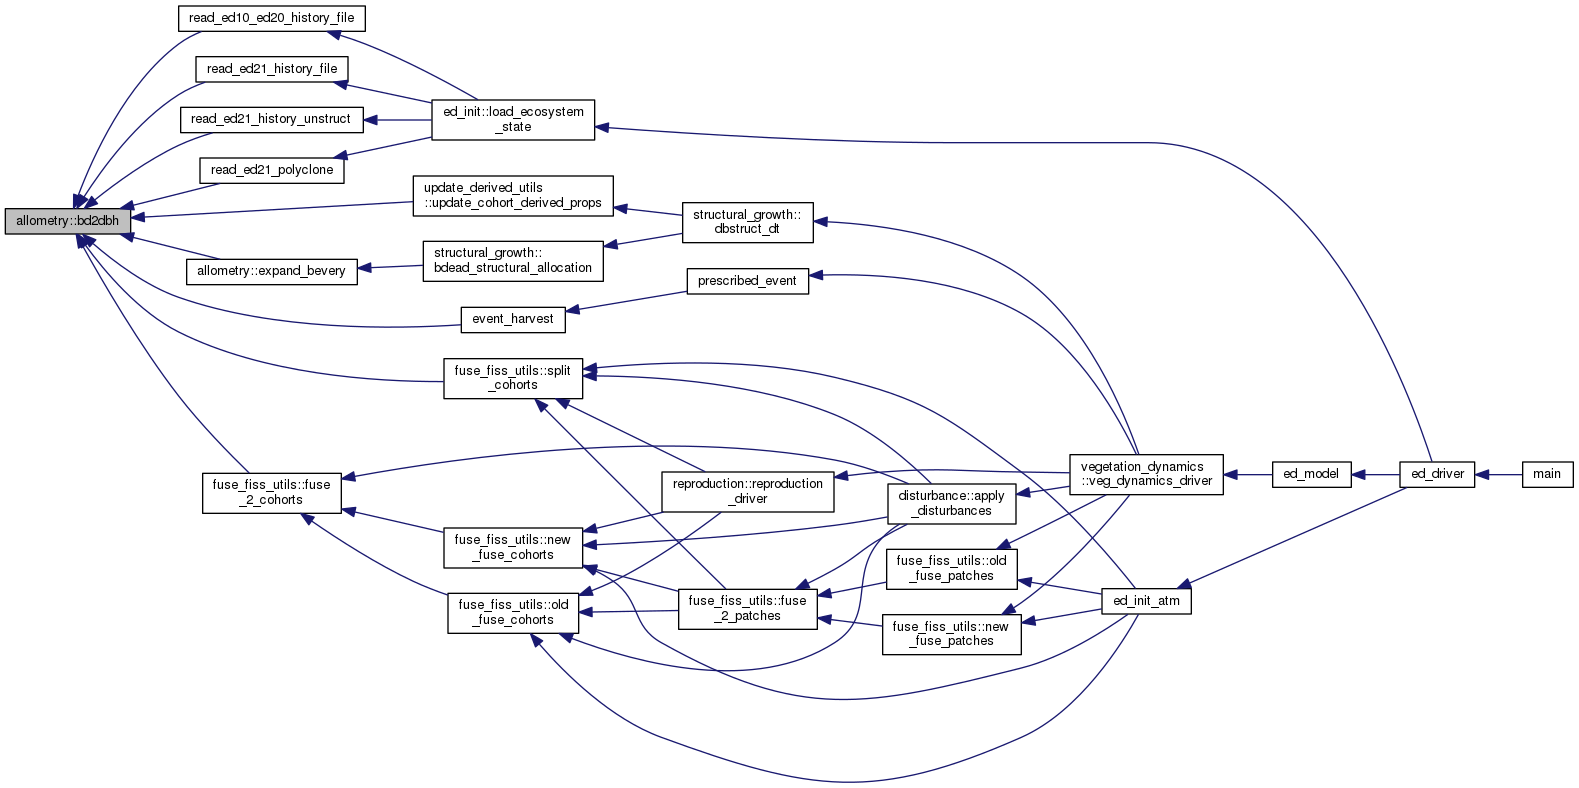 read_ed10_ed20_history_file
read_ed21_history_file
read_ed21_history_unstruct
read_ed21_polyclone
allometry::bd2dbh
allometry::expand_bevery
ed_init::load_ecosystem
_state
update_derived_utils
::update_cohort_derived_props
structural_growth::
bdead_structural_allocation
structural_growth::
dbstruct_dt
prescribed_event
event_harvest
fuse_fiss_utils::split
_cohorts
fuse_fiss_utils::fuse
_2_cohorts
fuse_fiss_utils::new
_fuse_cohorts
fuse_fiss_utils::old
_fuse_cohorts
reproduction::reproduction
_driver
fuse_fiss_utils::fuse
_2_patches
disturbance::apply
_disturbances
fuse_fiss_utils::old
_fuse_patches
fuse_fiss_utils::new
_fuse_patches
vegetation_dynamics
::veg_dynamics_driver
ed_init_atm
ed_model
ed_driver
main